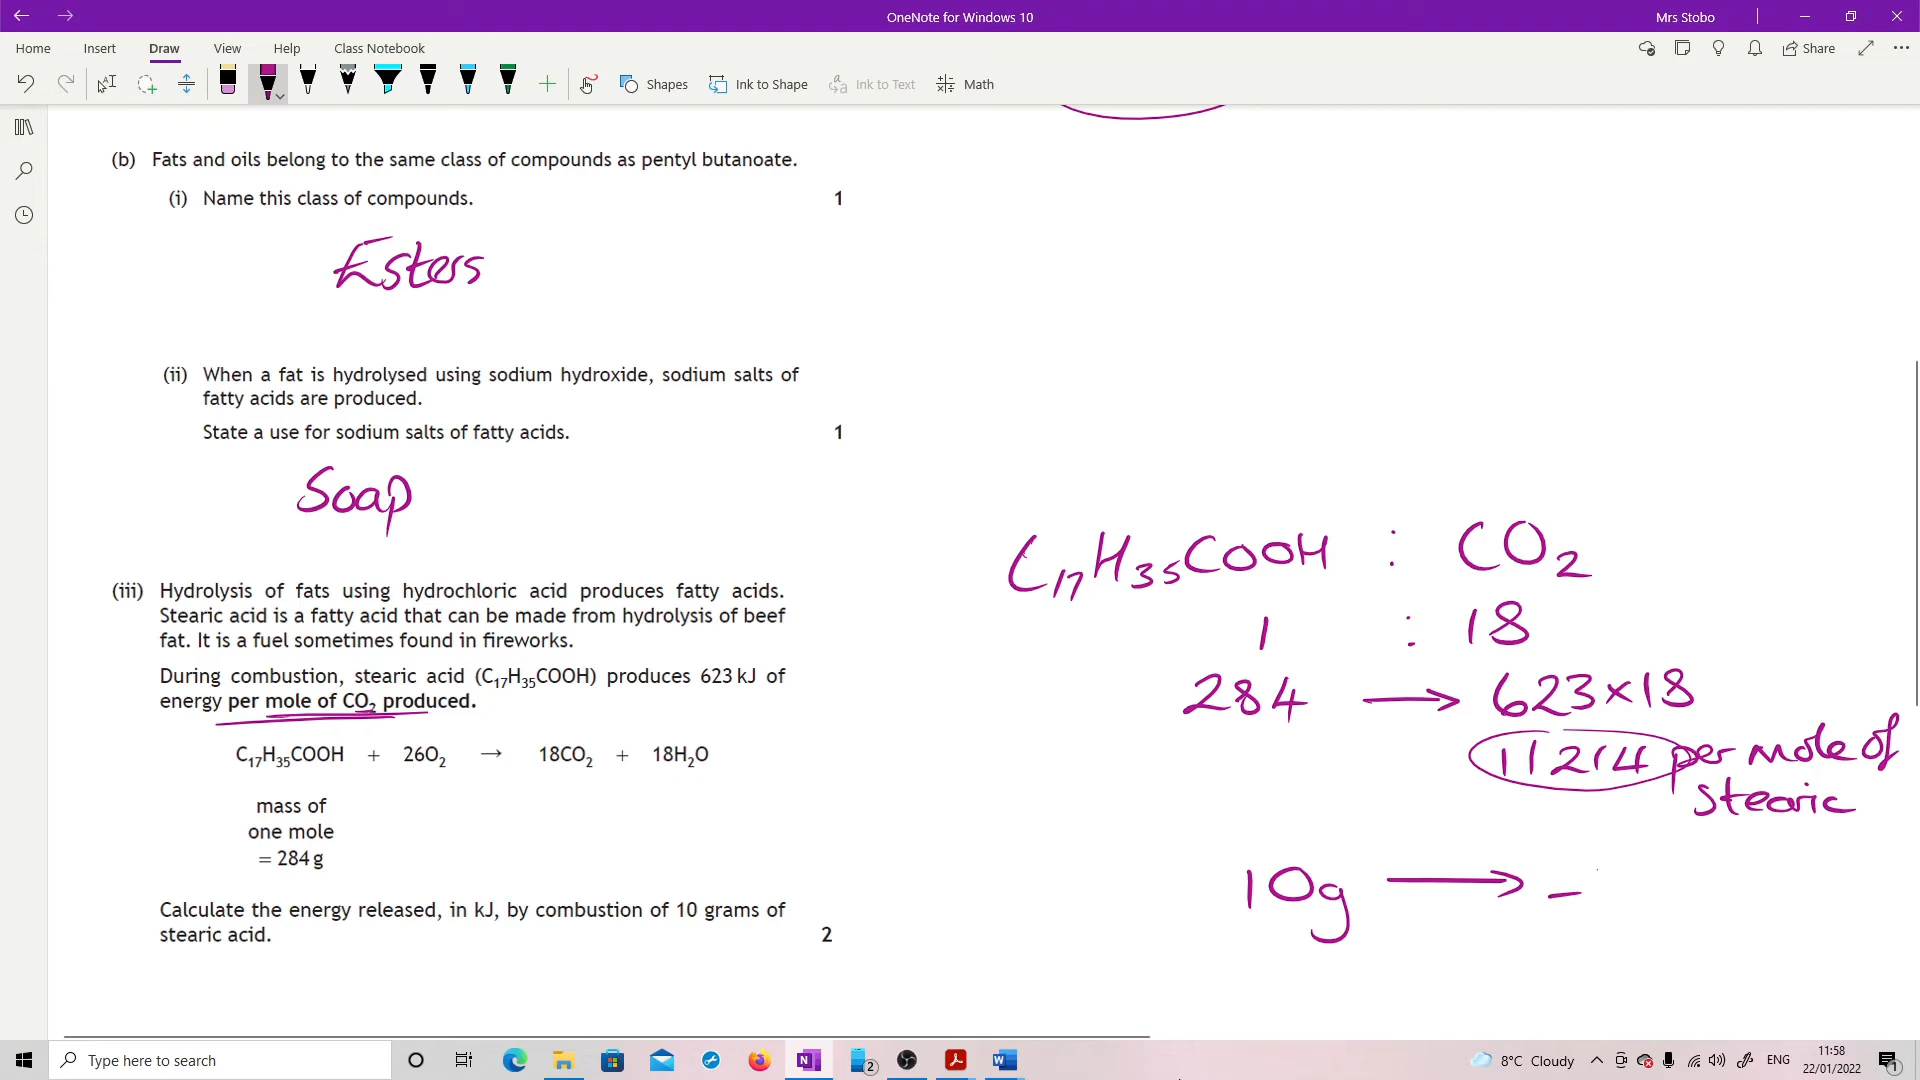 OneNote for Windows 10
Mrs Stobo
Home Insert Draw View Help Class Notebook
Share
Shapes Ink to Shape Ink to Text Math
(b) Fats and oils belong to the same class of compounds as pentyl butanoate.
(i) Name this class of compounds. 1
Esters
(ii) When a fat is hydrolysed using sodium hydroxide, sodium salts of
fatty acids are produced.
State a use for sodium salts of fatty acids. 1
Soap
(iii) Hydrolysis of fats using hydrochloric acid produces fatty acids.
Stearic acid is a fatty acid that can be made from hydrolysis of beef
fat. It is a fuel sometimes found in fireworks.
During combustion, stearic acid (C₁₇H₃₅COOH) produces 623 kJ of
energy per mole of CO₂ produced.
C₁₇H₃₅COOH + 26O₂ → 18CO₂ + 18H₂O
mass of
one mole
= 284 g
Calculate the energy released, in kJ, by combustion of 10 grams of
stearic acid. 2
C₁₇H₃₅COOH : CO₂
1 : 18
284 → 623×18
11214 per mole of
stearic
10g → –
Type here to search
2
8°C Cloudy
ENG
11:58
22/01/2022
1